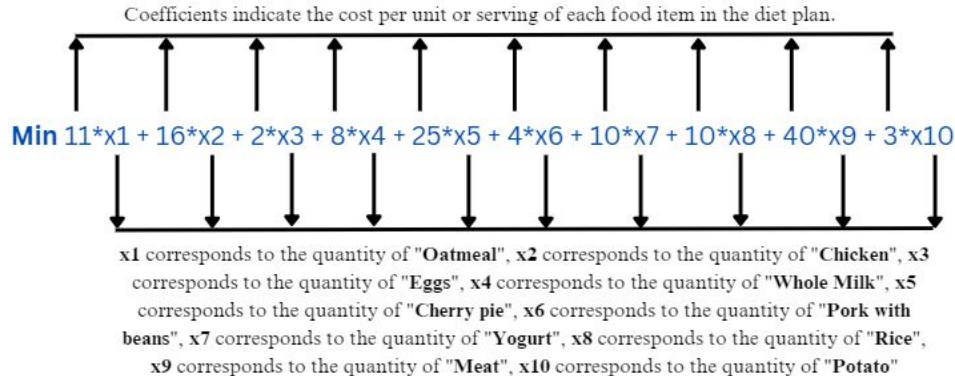 Coefficients indicate the cost per unit or serving of each food item in the diet plan.
Min 11*x1 + 16*x2 + 2*x3 + 8*x4 + 25*x5 + 4*x6 + 10*x7 + 10*x8 + 40*x9 + 3*x10
x1 corresponds to the quantity of "Oatmeal", x2 corresponds to the quantity of "Chicken", x3
corresponds to the quantity of "Eggs", x4 corresponds to the quantity of "Whole Milk", x5
corresponds to the quantity of "Cherry pie", x6 corresponds to the quantity of "Pork with
beans", x7 corresponds to the quantity of "Yogurt", x8 corresponds to the quantity of "Rice",
x9 corresponds to the quantity of "Meat", x10 corresponds to the quantity of "Potato"